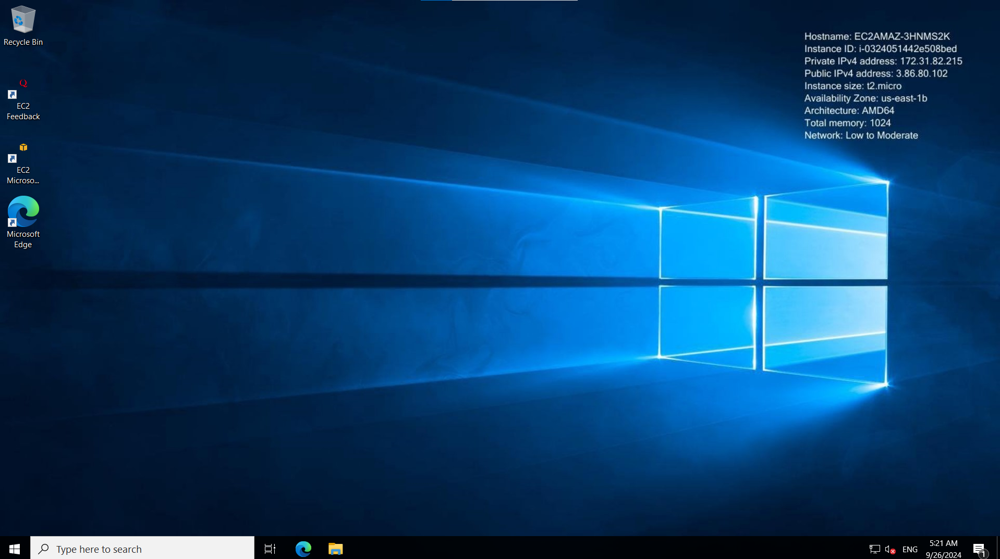 Recycle Bin
EC2
Feedback
EC2
Microso...
Microsoft
Edge
Hostname: EC2AMAZ-3HNMS2K
Instance ID: i-0324051442e508bed
Private IPv4 address: 172.31.82.215
Public IPv4 address: 3.86.80.102
Instance size: t2.micro
Availability Zone: us-east-1b
Architecture: AMD64
Total memory: 1024
Network: Low to Moderate
Type here to search
ENG
5:21 AM
9/26/2024
1